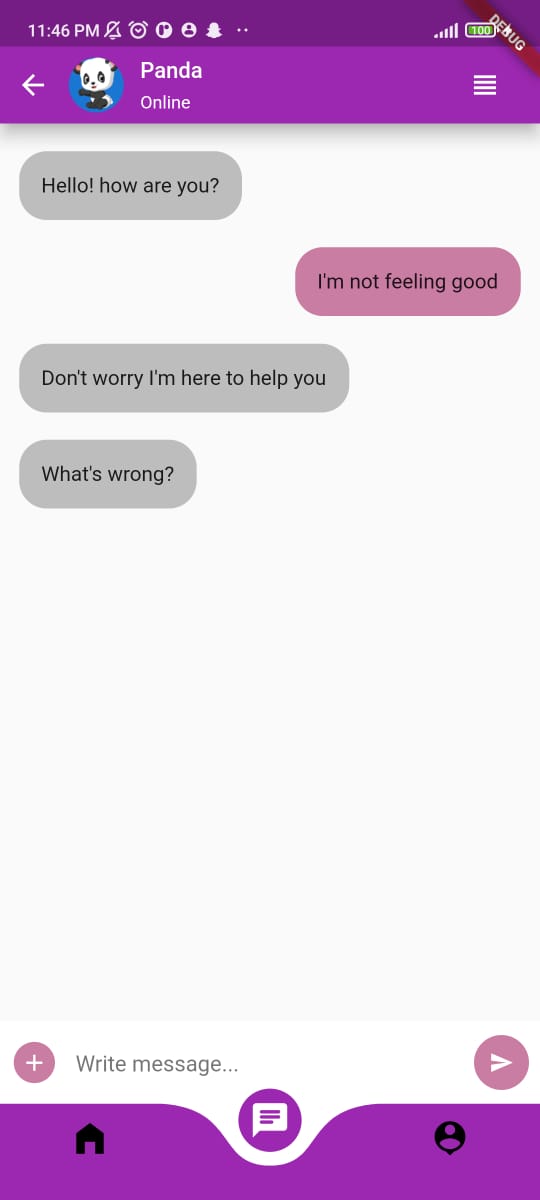 11:46 PM
100
DEBUG
Panda
Online
Hello! how are you?
I'm not feeling good
Don't worry I'm here to help you
What's wrong?
Write message...